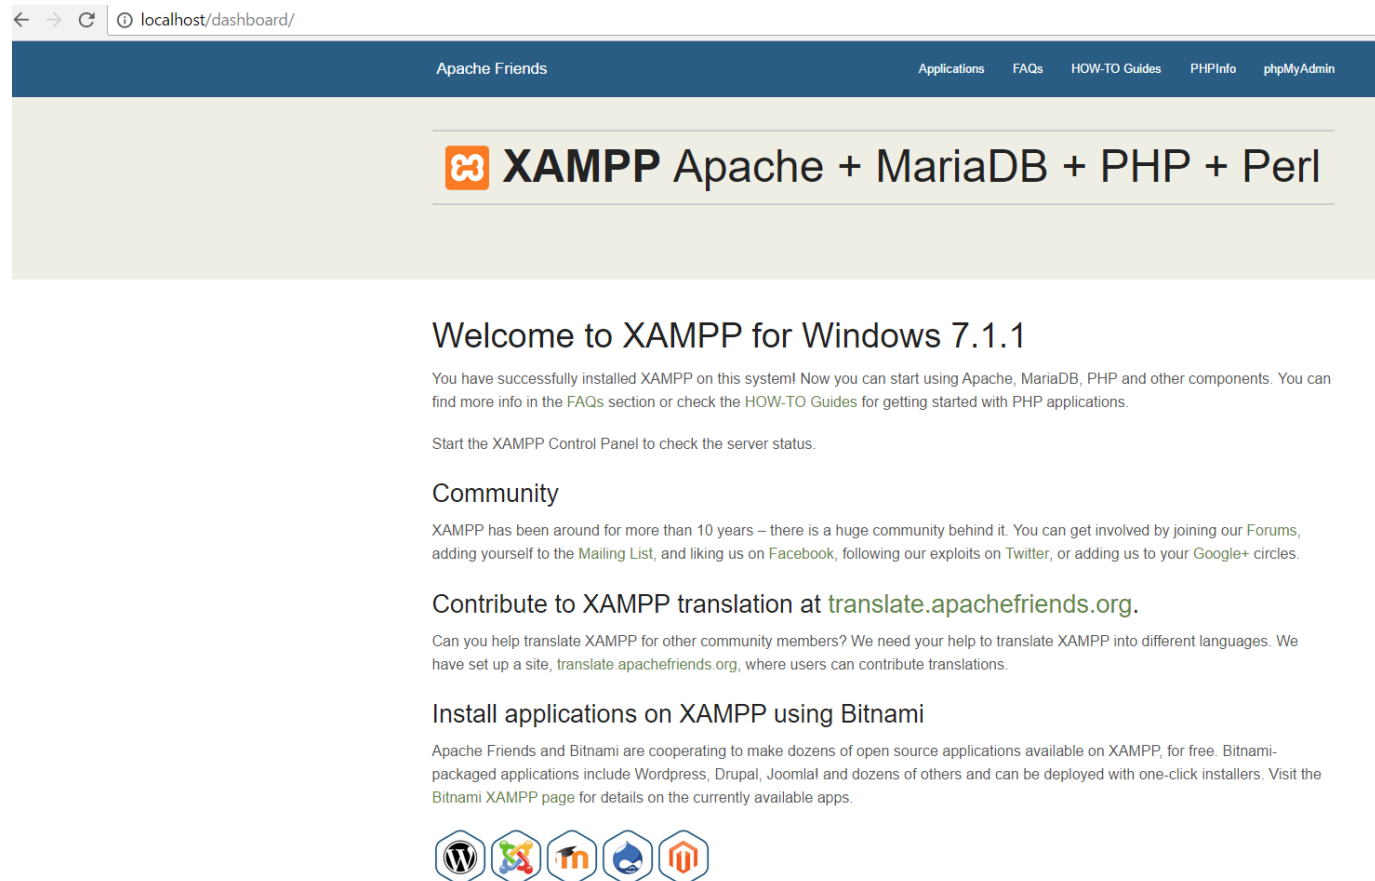 localhost/dashboard/
Apache Friends
Applications FAQs HOW-TO Guides PHPInfo phpMyAdmin
XAMPP Apache + MariaDB + PHP + Perl
Welcome to XAMPP for Windows 7.1.1
You have successfully installed XAMPP on this system! Now you can start using Apache, MariaDB, PHP and other components. You can
find more info in the FAQs section or check the HOW-TO Guides for getting started with PHP applications.
Start the XAMPP Control Panel to check the server status.
Community
XAMPP has been around for more than 10 years – there is a huge community behind it. You can get involved by joining our Forums,
adding yourself to the Mailing List, and liking us on Facebook, following our exploits on Twitter, or adding us to your Google+ circles.
Contribute to XAMPP translation at translate.apachefriends.org.
Can you help translate XAMPP for other community members? We need your help to translate XAMPP into different languages. We
have set up a site, translate.apachefriends.org, where users can contribute translations.
Install applications on XAMPP using Bitnami
Apache Friends and Bitnami are cooperating to make dozens of open source applications available on XAMPP, for free. Bitnami-
packaged applications include Wordpress, Drupal, Joomla! and dozens of others and can be deployed with one-click installers. Visit the
Bitnami XAMPP page for details on the currently available apps.